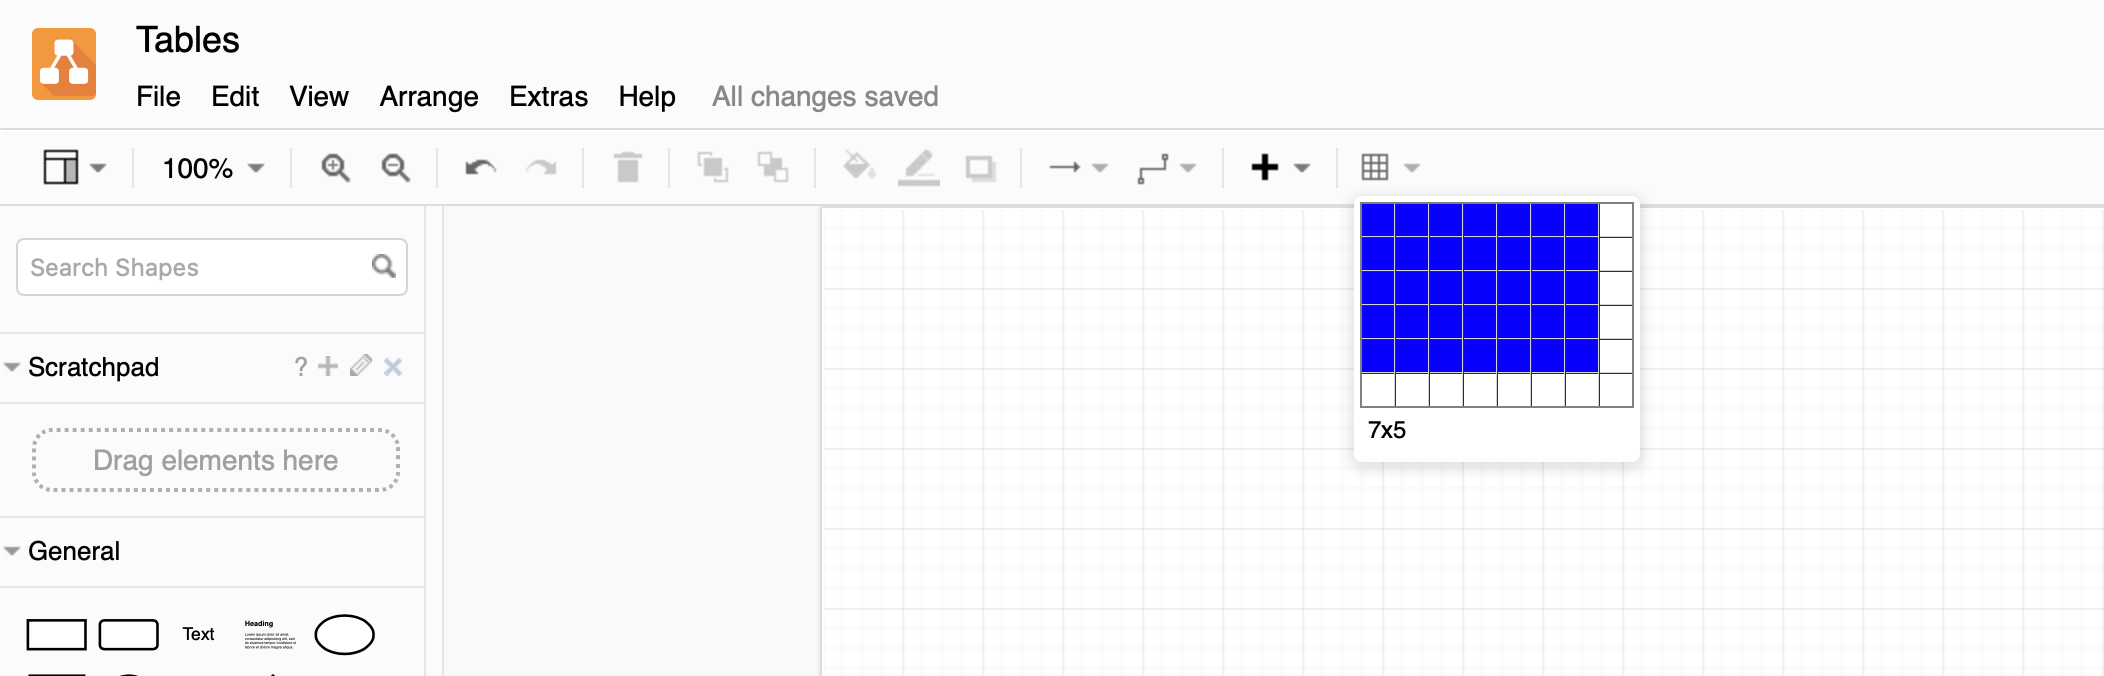 Tables
File Edit View Arrange Extras Help All changes saved
100%
Search Shapes
7x5
Scratchpad ?
Drag elements here
General
Text
Heading